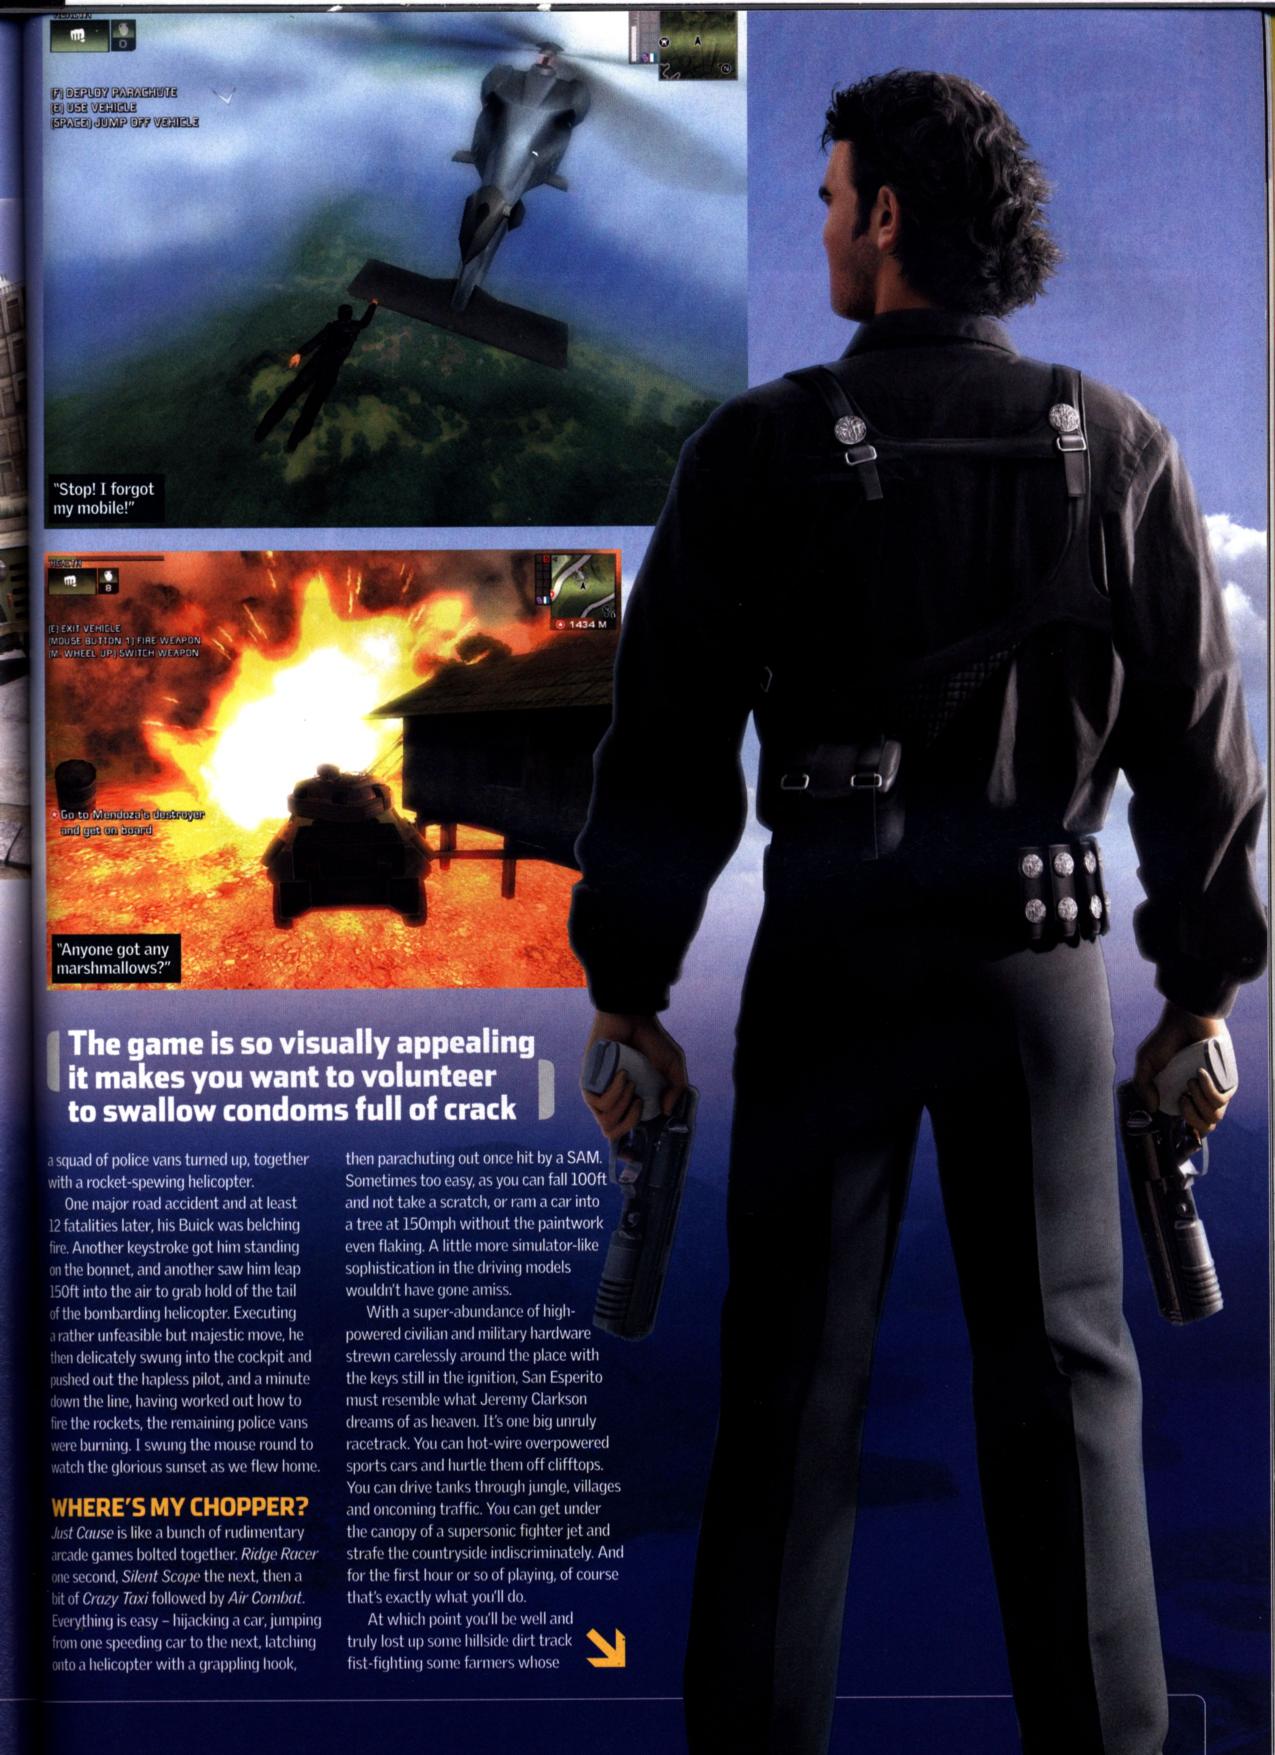 HEALTH
0
[F] DEPLOY PARACHUTE
[E] USE VEHICLE
[SPACE] JUMP OFF VEHICLE
N
"Stop! I forgot
my mobile!"
HEALTH
8
1434 M
[E] EXIT VEHICLE
[MOUSE BUTTON 1] FIRE WEAPON
[M. WHEEL UP] SWITCH WEAPON
Go to Mendoza's destroyer
and get on board
"Anyone got any
marshmallows?"
The game is so visually appealing
it makes you want to volunteer
to swallow condoms full of crack
a squad of police vans turned up, together
with a rocket-spewing helicopter.
One major road accident and at least
12 fatalities later, his Buick was belching
fire. Another keystroke got him standing
on the bonnet, and another saw him leap
150ft into the air to grab hold of the tail
of the bombarding helicopter. Executing
a rather unfeasible but majestic move, he
then delicately swung into the cockpit and
pushed out the hapless pilot, and a minute
down the line, having worked out how to
fire the rockets, the remaining police vans
were burning. I swung the mouse round to
watch the glorious sunset as we flew home.
WHERE'S MY CHOPPER?
Just Cause is like a bunch of rudimentary
arcade games bolted together. Ridge Racer
one second, Silent Scope the next, then a
bit of Crazy Taxi followed by Air Combat.
Everything is easy – hijacking a car, jumping
from one speeding car to the next, latching
onto a helicopter with a grappling hook,
then parachuting out once hit by a SAM.
Sometimes too easy, as you can fall 100ft
and not take a scratch, or ram a car into
a tree at 150mph without the paintwork
even flaking. A little more simulator-like
sophistication in the driving models
wouldn't have gone amiss.
With a super-abundance of high-
powered civilian and military hardware
strewn carelessly around the place with
the keys still in the ignition, San Esperito
must resemble what Jeremy Clarkson
dreams of as heaven. It's one big unruly
racetrack. You can hot-wire overpowered
sports cars and hurtle them off clifftops.
You can drive tanks through jungle, villages
and oncoming traffic. You can get under
the canopy of a supersonic fighter jet and
strafe the countryside indiscriminately. And
for the first hour or so of playing, of course
that's exactly what you'll do.
At which point you'll be well and
truly lost up some hillside dirt track
fist-fighting some farmers whose